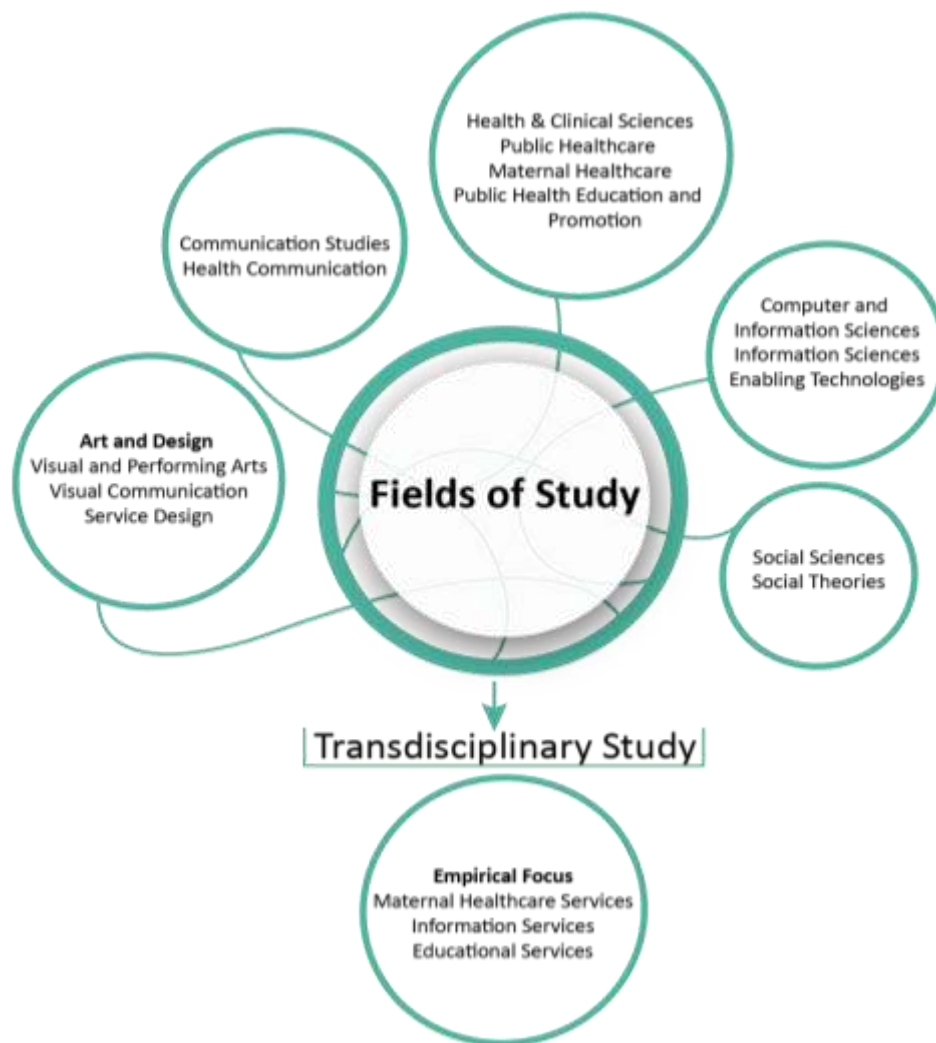 Health & Clinical Sciences
Public Healthcare
Maternal Healthcare
Public Health Education and
Promotion
Communication Studies
Health Communication
Computer and
Information Sciences
Information Sciences
Enabling Technologies
Art and Design
Visual and Performing Arts
Visual Communication
Service Design
Fields of Study
Social Sciences
Social Theories
Transdisciplinary Study
Empirical Focus
Maternal Healthcare Services
Information Services
Educational Services